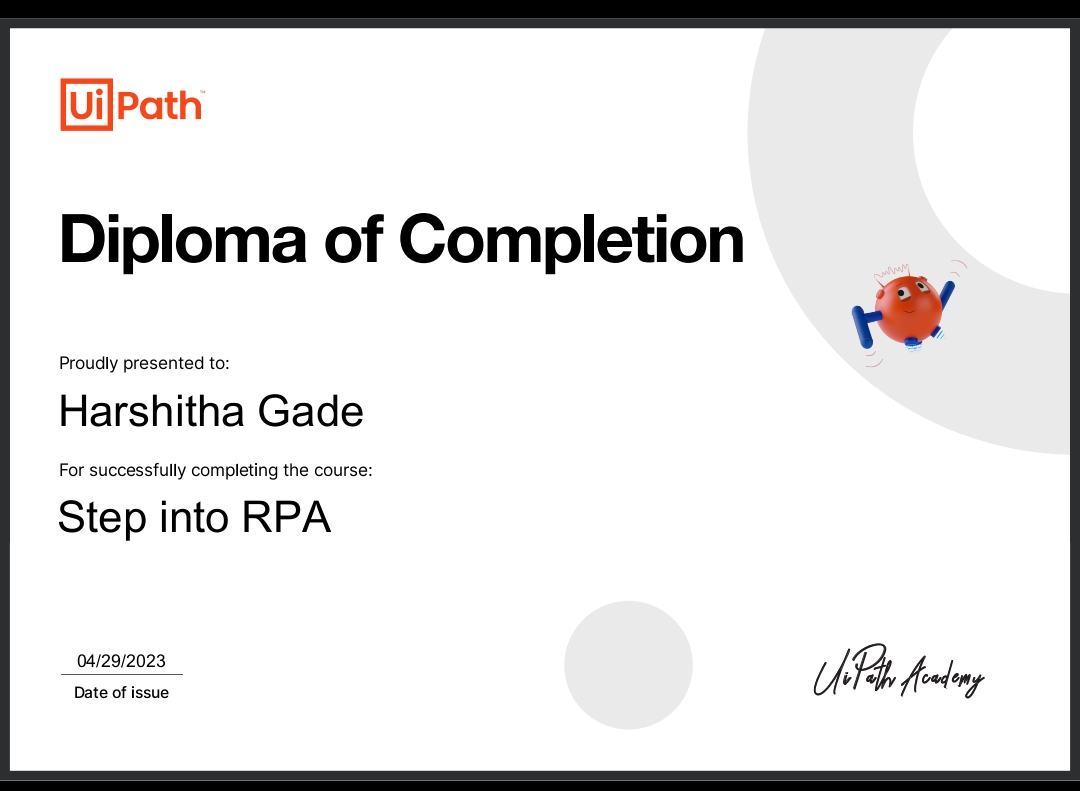 UiPath™
Diploma of Completion
Proudly presented to:
Harshitha Gade
For successfully completing the course:
Step into RPA
04/29/2023
Date of issue
UiPath Academy